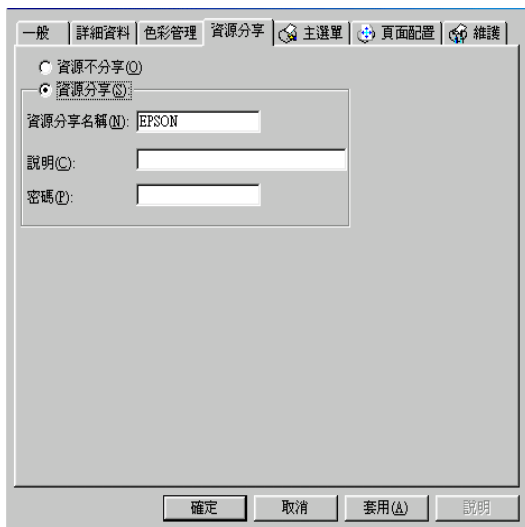 一般 詳細資料 色彩管理 資源分享 主選單 頁面配置 維護
資源不分享(O)
資源分享(S):
資源分享名稱(N): EPSON
說明(C):
密碼(P):
確定 取消 套用(A) 說明